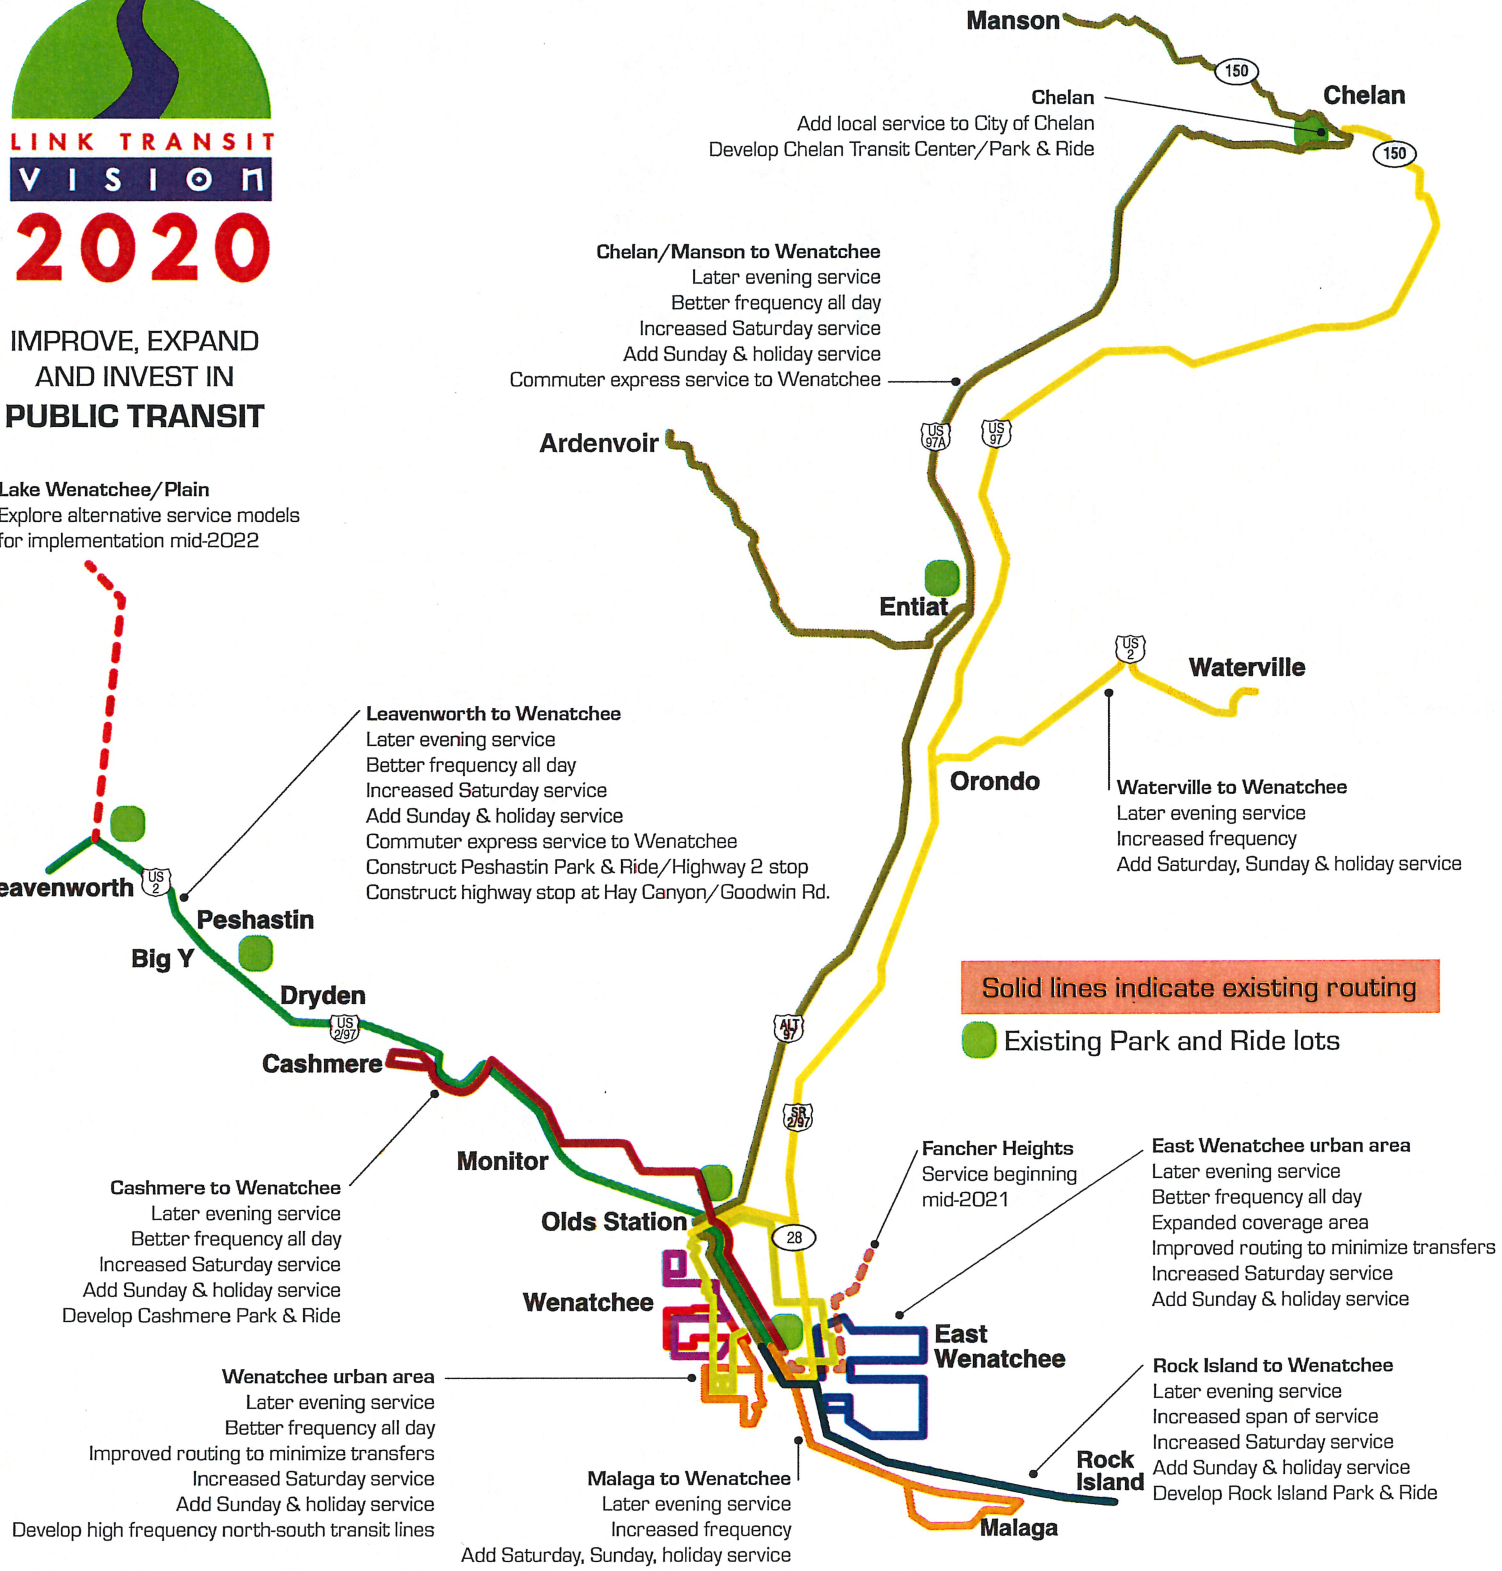 LINK TRANSIT
VISION
2020
IMPROVE, EXPAND
AND INVEST IN
PUBLIC TRANSIT
Manson
150
Chelan
Chelan
Add local service to City of Chelan
Develop Chelan Transit Center/Park & Ride
150
Chelan/Manson to Wenatchee
Later evening service
Better frequency all day
Increased Saturday service
Add Sunday & holiday service
Commuter express service to Wenatchee
US
97A
US
97
Ardenvoir
Lake Wenatchee/Plain
Explore alternative service models
for implementation mid-2022
Entiat
US
2
Waterville
Orondo
Waterville to Wenatchee
Later evening service
Increased frequency
Add Saturday, Sunday & holiday service
Leavenworth to Wenatchee
Later evening service
Better frequency all day
Increased Saturday service
Add Sunday & holiday service
Commuter express service to Wenatchee
Construct Peshastin Park & Ride/Highway 2 stop
Construct highway stop at Hay Canyon/Goodwin Rd.
eavenworth
US
2
Peshastin
Big Y
Dryden
US
2/97
Cashmere
Solid lines indicate existing routing
Existing Park and Ride lots
ALT
97
SR
2/97
Monitor
Cashmere to Wenatchee
Later evening service
Better frequency all day
Increased Saturday service
Add Sunday & holiday service
Develop Cashmere Park & Ride
Olds Station
28
Fancher Heights
Service beginning
mid-2021
East Wenatchee urban area
Later evening service
Better frequency all day
Expanded coverage area
Improved routing to minimize transfers
Increased Saturday service
Add Sunday & holiday service
Wenatchee
East
Wenatchee
Wenatchee urban area
Later evening service
Better frequency all day
Improved routing to minimize transfers
Increased Saturday service
Add Sunday & holiday service
Develop high frequency north-south transit lines
Malaga to Wenatchee
Later evening service
Increased frequency
Add Saturday, Sunday, holiday service
Rock Island to Wenatchee
Later evening service
Increased span of service
Increased Saturday service
Add Sunday & holiday service
Develop Rock Island Park & Ride
Rock
Island
Malaga